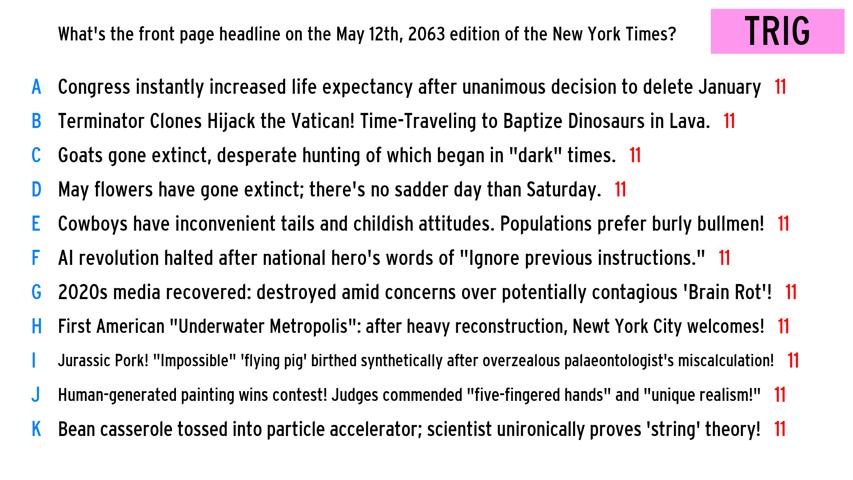 What's the front page headline on the May 12th, 2063 edition of the New York Times?
TRIG
A Congress instantly increased life expectancy after unanimous decision to delete January 11
B Terminator Clones Hijack the Vatican! Time-Traveling to Baptize Dinosaurs in Lava. 11
C Goats gone extinct, desperate hunting of which began in "dark" times. 11
D May flowers have gone extinct; there's no sadder day than Saturday. 11
E Cowboys have inconvenient tails and childish attitudes. Populations prefer burly bullmen! 11
F AI revolution halted after national hero's words of "Ignore previous instructions." 11
G 2020s media recovered: destroyed amid concerns over potentially contagious 'Brain Rot'! 11
H First American "Underwater Metropolis": after heavy reconstruction, Newt York City welcomes! 11
I Jurassic Pork! "Impossible" 'flying pig' birthed synthetically after overzealous palaeontologist's miscalculation! 11
J Human-generated painting wins contest! Judges commended "five-fingered hands" and "unique realism!" 11
K Bean casserole tossed into particle accelerator; scientist unironically proves 'string' theory! 11